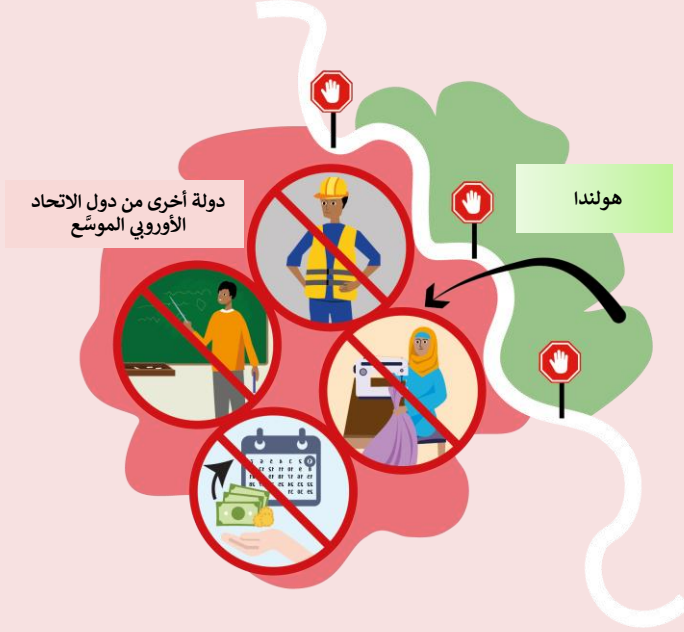 هولندا
دولة أخرى من دول الاتحاد
الأوروبي الموسَّع